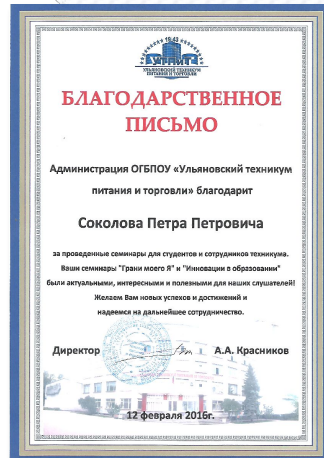 1943
УТПиТ
УЛЬЯНОВСКИЙ ТЕХНИКУМ
ПИТАНИЯ И ТОРГОВЛИ
БЛАГОДАРСТВЕННОЕ
ПИСЬМО
Администрация ОГБПОУ «Ульяновский техникум
питания и торговли» благодарит
Соколова Петра Петровича
за проведенные семинары для студентов и сотрудников техникума.
Ваши семинары "Грани моего Я" и "Инновации в образовании"
были актуальными, интересными и полезными для наших слушателей!
Желаем Вам новых успехов и достижений и
надеемся на дальнейшее сотрудничество.
Директор А.А. Красников
12 февраля 2016г.